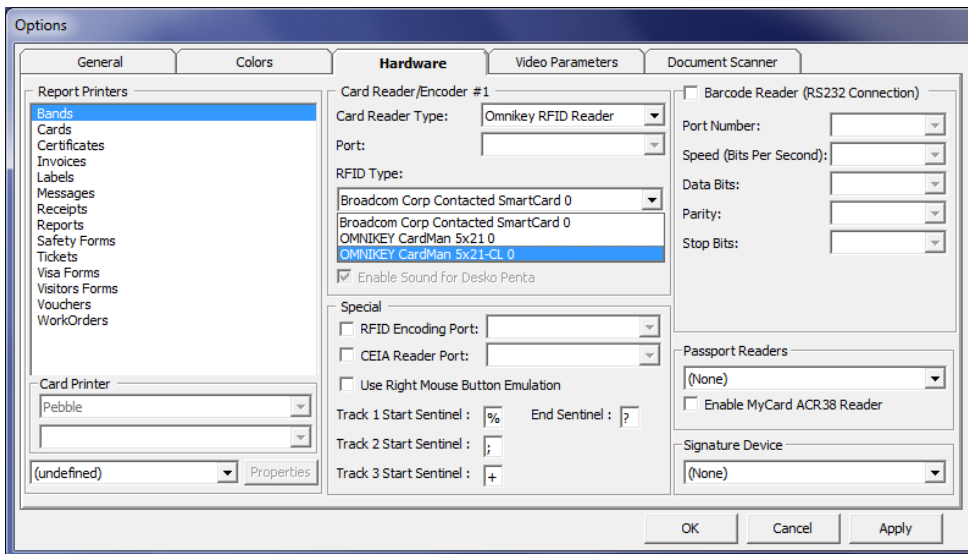 Options
General Colors Hardware Video Parameters Document Scanner
Report Printers
Bands
Cards
Certificates
Invoices
Labels
Messages
Receipts
Reports
Safety Forms
Tickets
Visa Forms
Visitors Forms
Vouchers
WorkOrders
Card Printer
Pebble
(undefined) Properties
Card Reader/Encoder #1
Card Reader Type: Omnikey RFID Reader
Port:
RFID Type:
Broadcom Corp Contacted SmartCard 0
Broadcom Corp Contacted SmartCard 0
OMNIKEY CardMan 5x21 0
OMNIKEY CardMan 5x21-CL 0
Enable Sound for Desko Penta
Special
RFID Encoding Port:
CEIA Reader Port:
Use Right Mouse Button Emulation
Track 1 Start Sentinel : % End Sentinel : ?
Track 2 Start Sentinel : ;
Track 3 Start Sentinel : +
Barcode Reader (RS232 Connection)
Port Number:
Speed (Bits Per Second):
Data Bits:
Parity:
Stop Bits:
Passport Readers
(None)
Enable MyCard ACR38 Reader
Signature Device
(None)
OK Cancel Apply